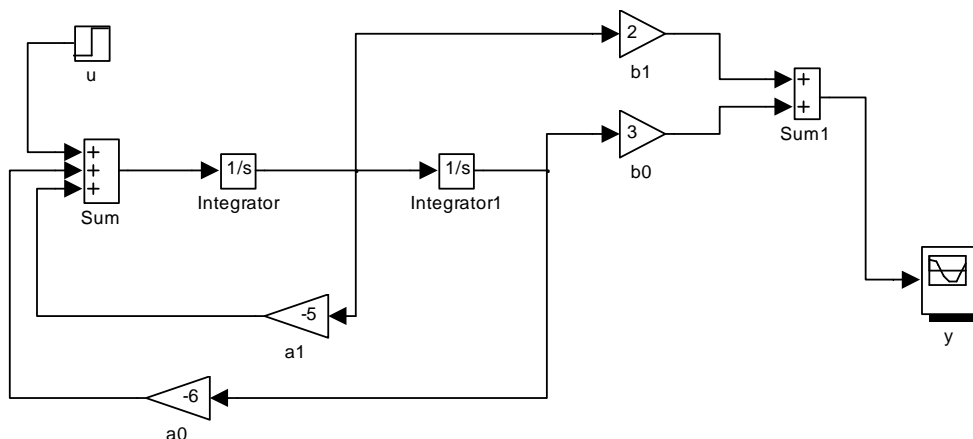 u
2
b1
+
+
Sum1
3
b0
+
+
+
Sum
1/s
Integrator
1/s
Integrator1
-5
a1
-6
a0
y